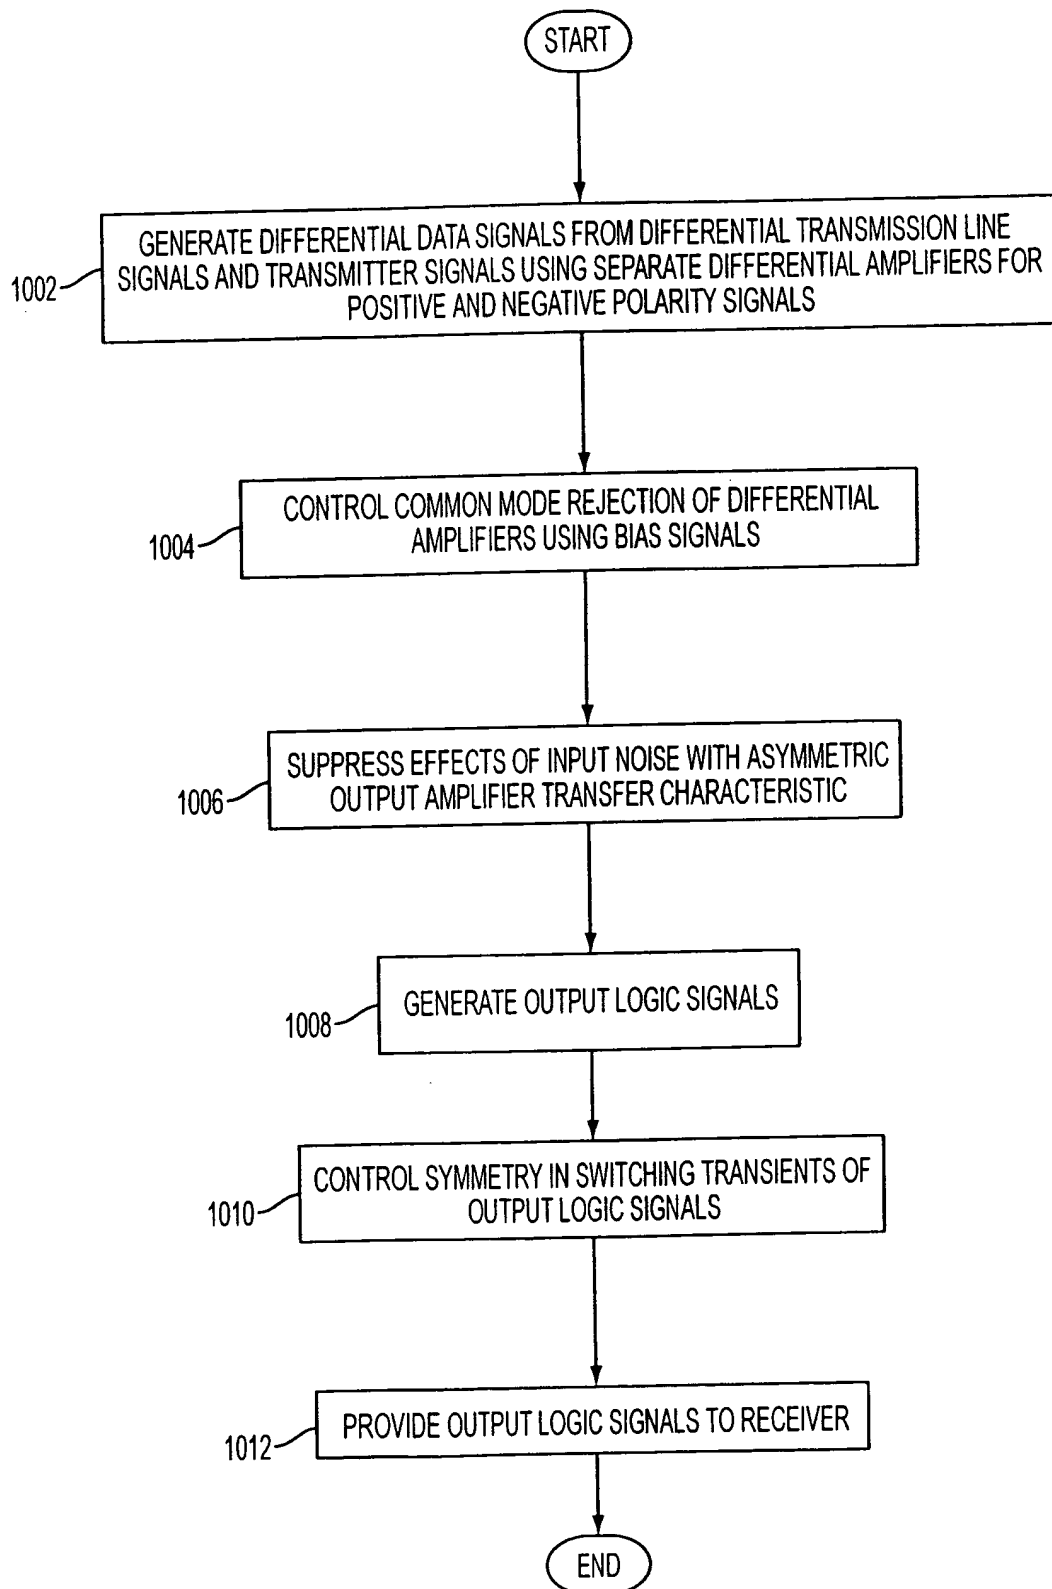 START
GENERATE DIFFERENTIAL DATA SIGNALS FROM DIFFERENTIAL TRANSMISSION LINE
SIGNALS AND TRANSMITTER SIGNALS USING SEPARATE DIFFERENTIAL AMPLIFIERS FOR
POSITIVE AND NEGATIVE POLARITY SIGNALS
1002
CONTROL COMMON MODE REJECTION OF DIFFERENTIAL
AMPLIFIERS USING BIAS SIGNALS
1004
SUPPRESS EFFECTS OF INPUT NOISE WITH ASYMMETRIC
OUTPUT AMPLIFIER TRANSFER CHARACTERISTIC
1006
GENERATE OUTPUT LOGIC SIGNALS
1008
CONTROL SYMMETRY IN SWITCHING TRANSIENTS OF
OUTPUT LOGIC SIGNALS
1010
PROVIDE OUTPUT LOGIC SIGNALS TO RECEIVER
1012
END